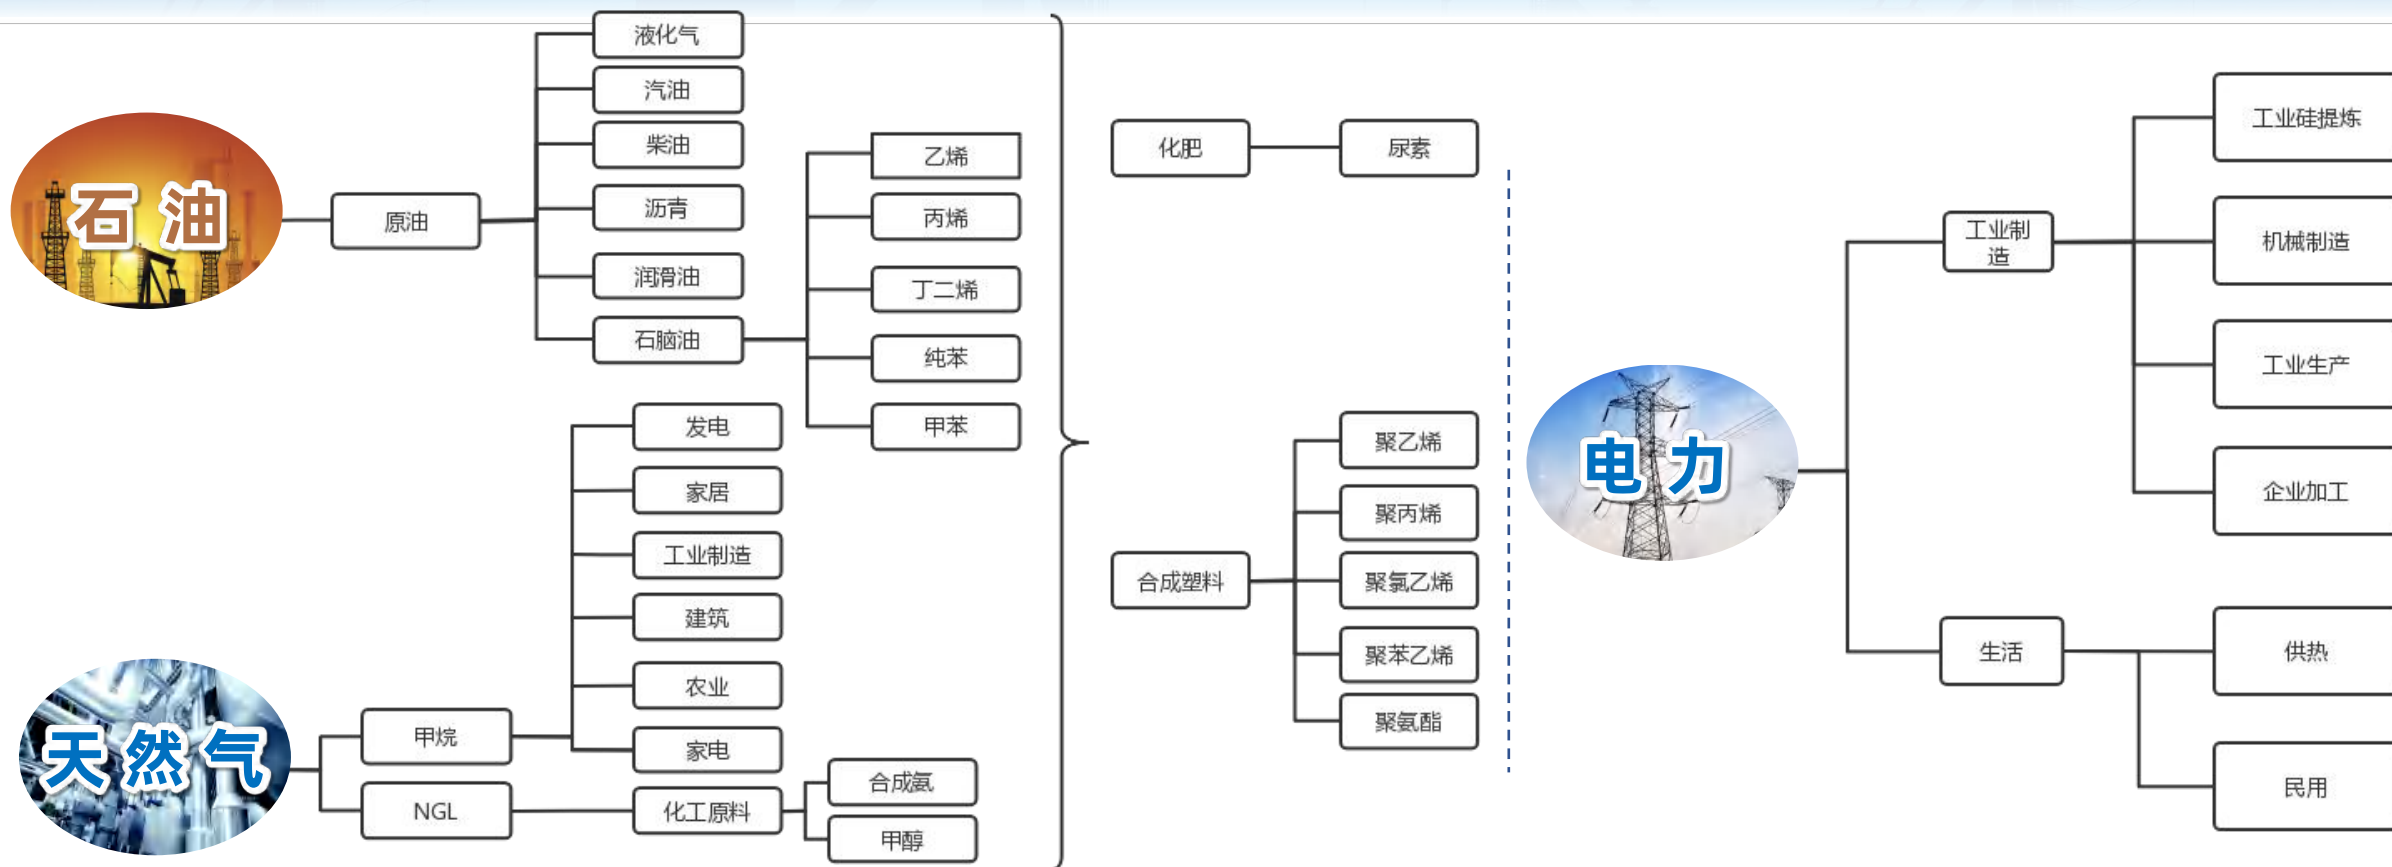 石油
原油
液化气
汽油
柴油
沥青
润滑油
石脑油
乙烯
丙烯
丁二烯
纯苯
甲苯
天然气
甲烷
NGL
发电
家居
工业制造
建筑
农业
家电
化工原料
合成氨
甲醇
化肥
尿素
合成塑料
聚乙烯
聚丙烯
聚氯乙烯
聚苯乙烯
聚氨酯
电力
工业制
造
工业硅提炼
机械制造
工业生产
企业加工
生活
供热
民用